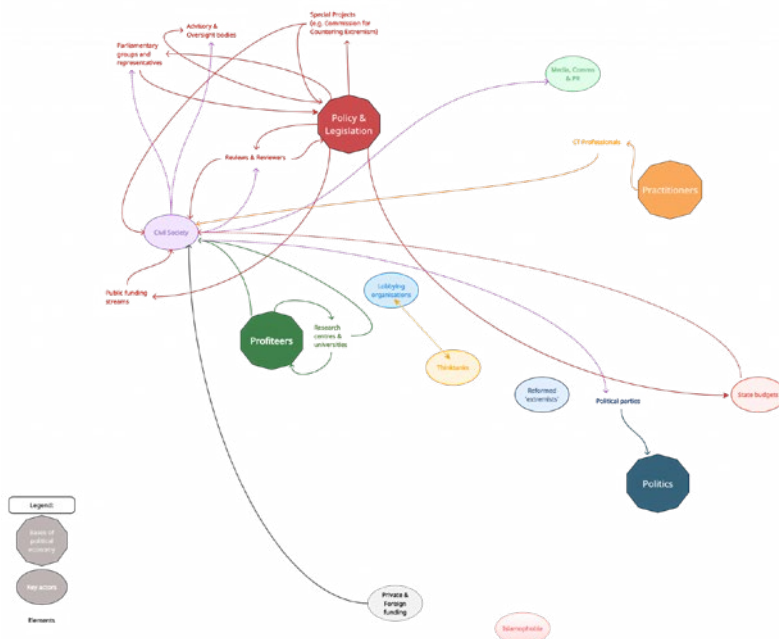 Special Projects
(e.g. Commission for
Countering Extremism)
Advisory &
Oversight bodies
Parliamentary
groups and
representatives
Media, Comms
& PR
Policy &
Legislation
CT Professionals
Reviews & Reviewers
Practitioners
Civil Society
Public funding
streams
Lobbying
organisations
Profiteers
Research
centres &
universities
Thinktanks
Reformed
'extremists'
Political parties
State budgets
Politics
Legend:
political
economy
Key actors
Elements
Private &
Foreign
funding
Islamophobia